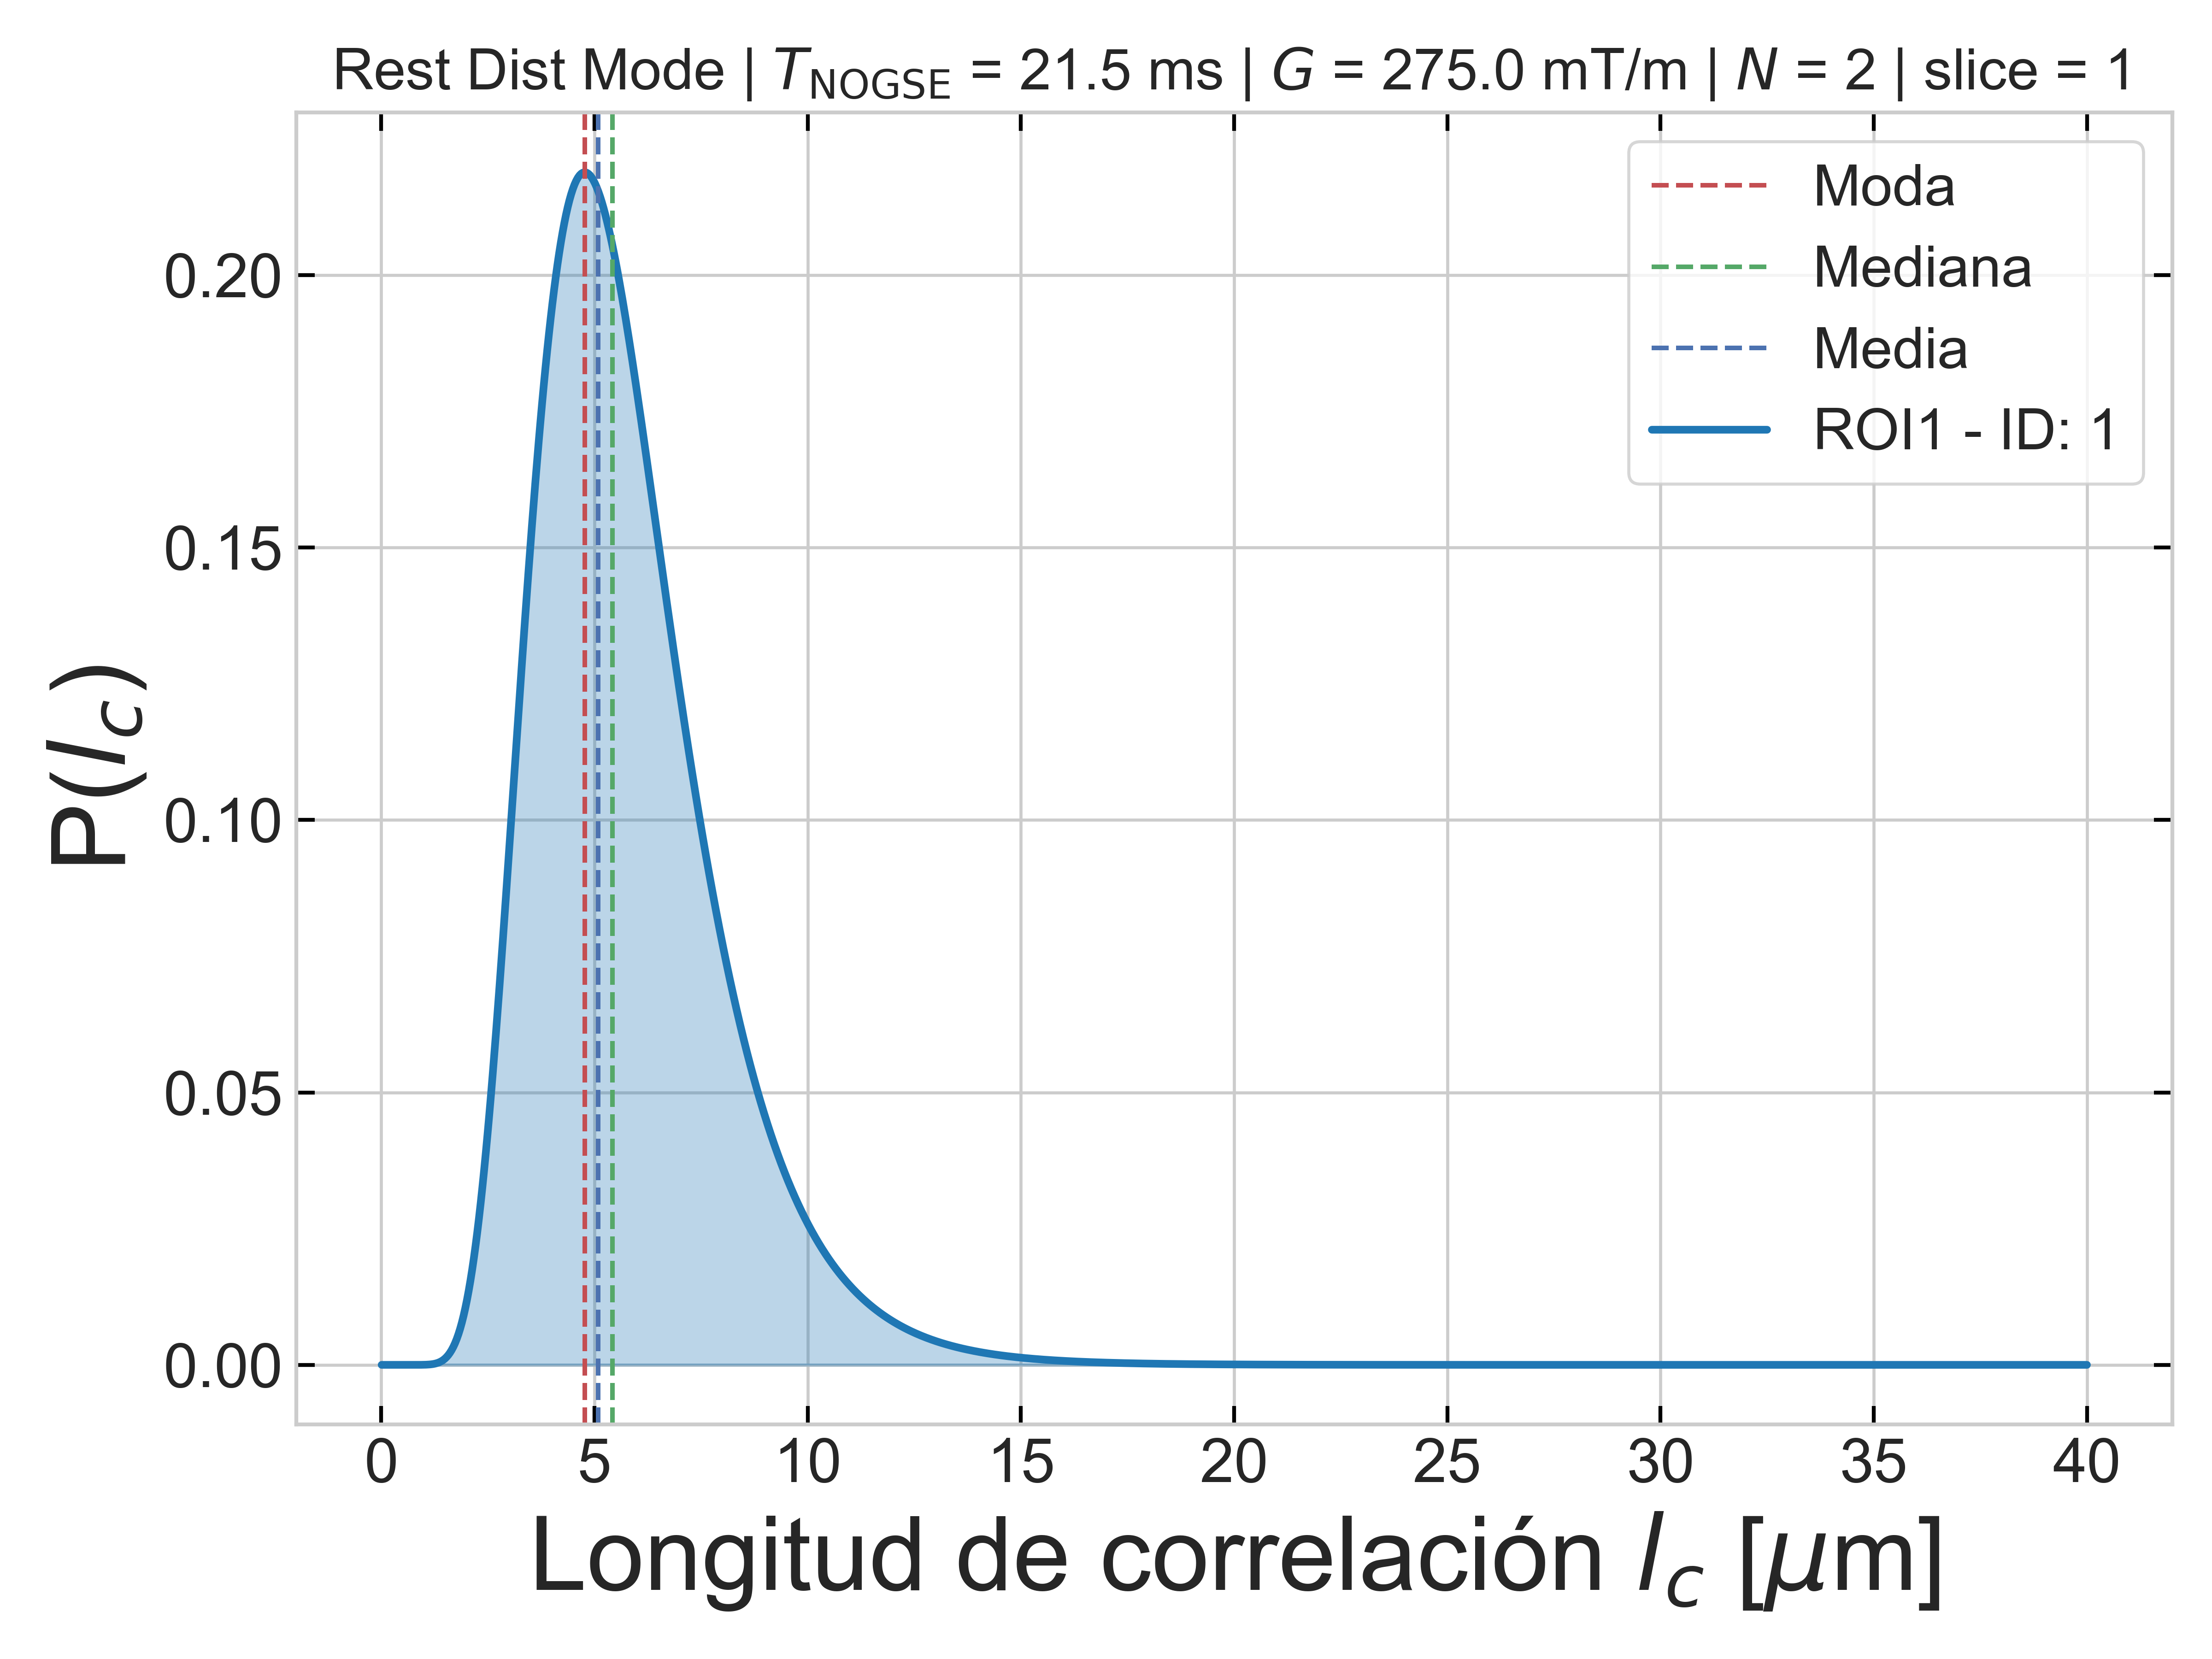 Rest Dist Mode | T_NOGSE = 21.5 ms | G = 275.0 mT/m | N = 2 | slice = 1
Moda
Mediana
Media
ROI1 - ID: 1
P(l_c)
0.20
0.15
0.10
0.05
0.00
0 5 10 15 20 25 30 35 40
Longitud de correlación l_c [μm]